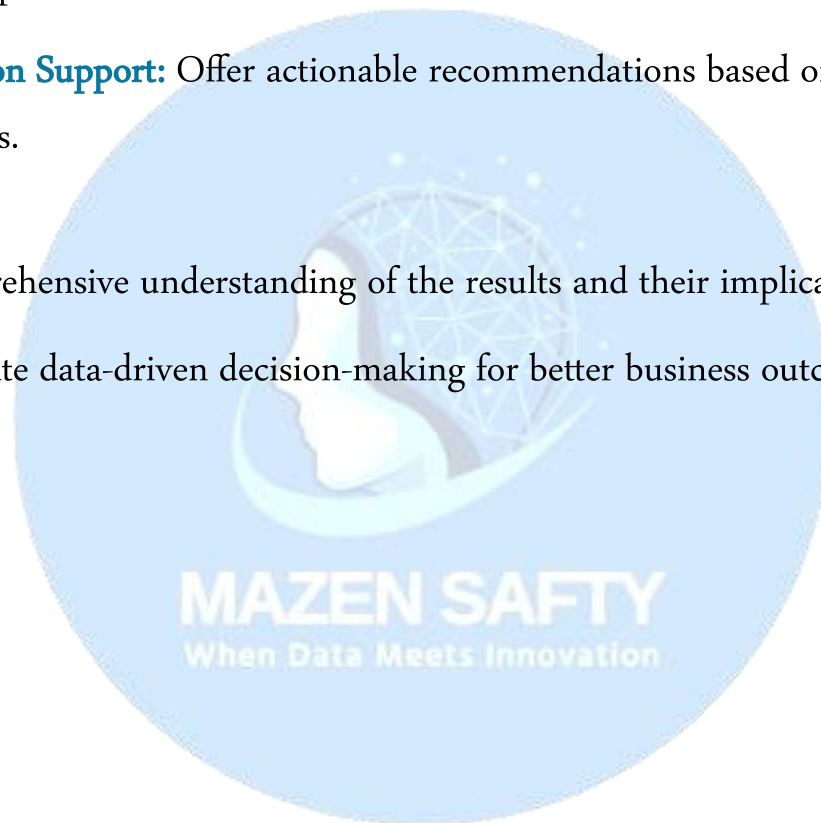 on Support: Offer actionable recommendations based o
s.
rehensive understanding of the results and their implica
te data-driven decision-making for better business outc
MAZEN SAFTY
When Data Meets Innovation